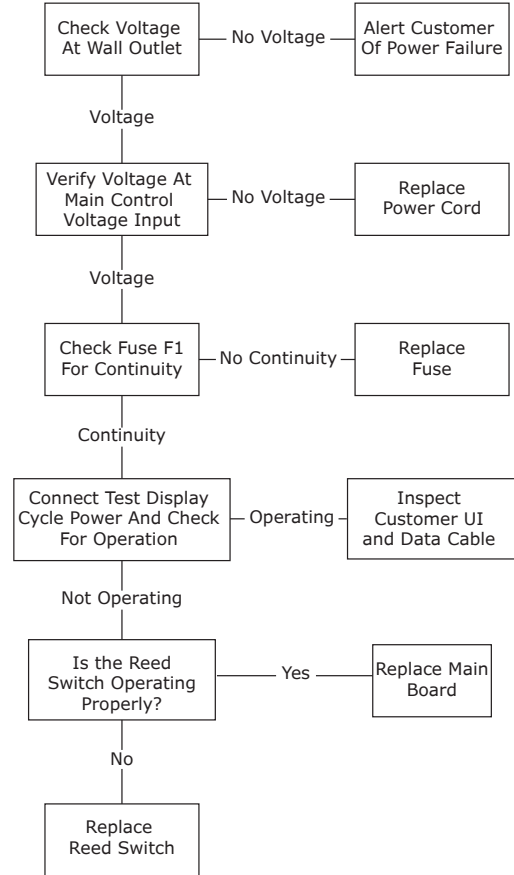 Check Voltage
At Wall Outlet
No Voltage
Alert Customer
Of Power Failure
Voltage
Verify Voltage At
Main Control
Voltage Input
No Voltage
Replace
Power Cord
Voltage
Check Fuse F1
For Continuity
No Continuity
Replace
Fuse
Continuity
Connect Test Display
Cycle Power And Check
For Operation
Operating
Inspect
Customer UI
and Data Cable
Not Operating
Is the Reed
Switch Operating
Properly?
Yes
Replace Main
Board
No
Replace
Reed Switch